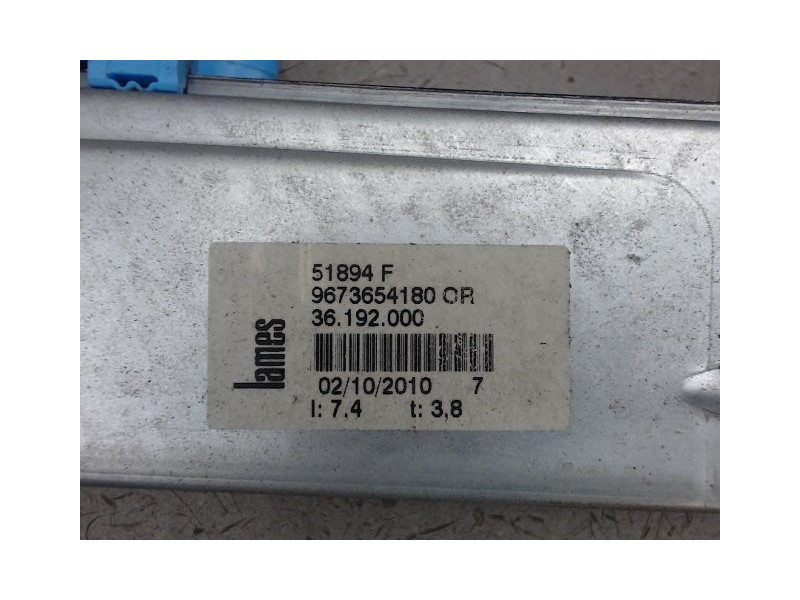 51894 F
9673654180 OR
36.192.000
lames
02/10/2010 7
I: 7,4 t: 3,8